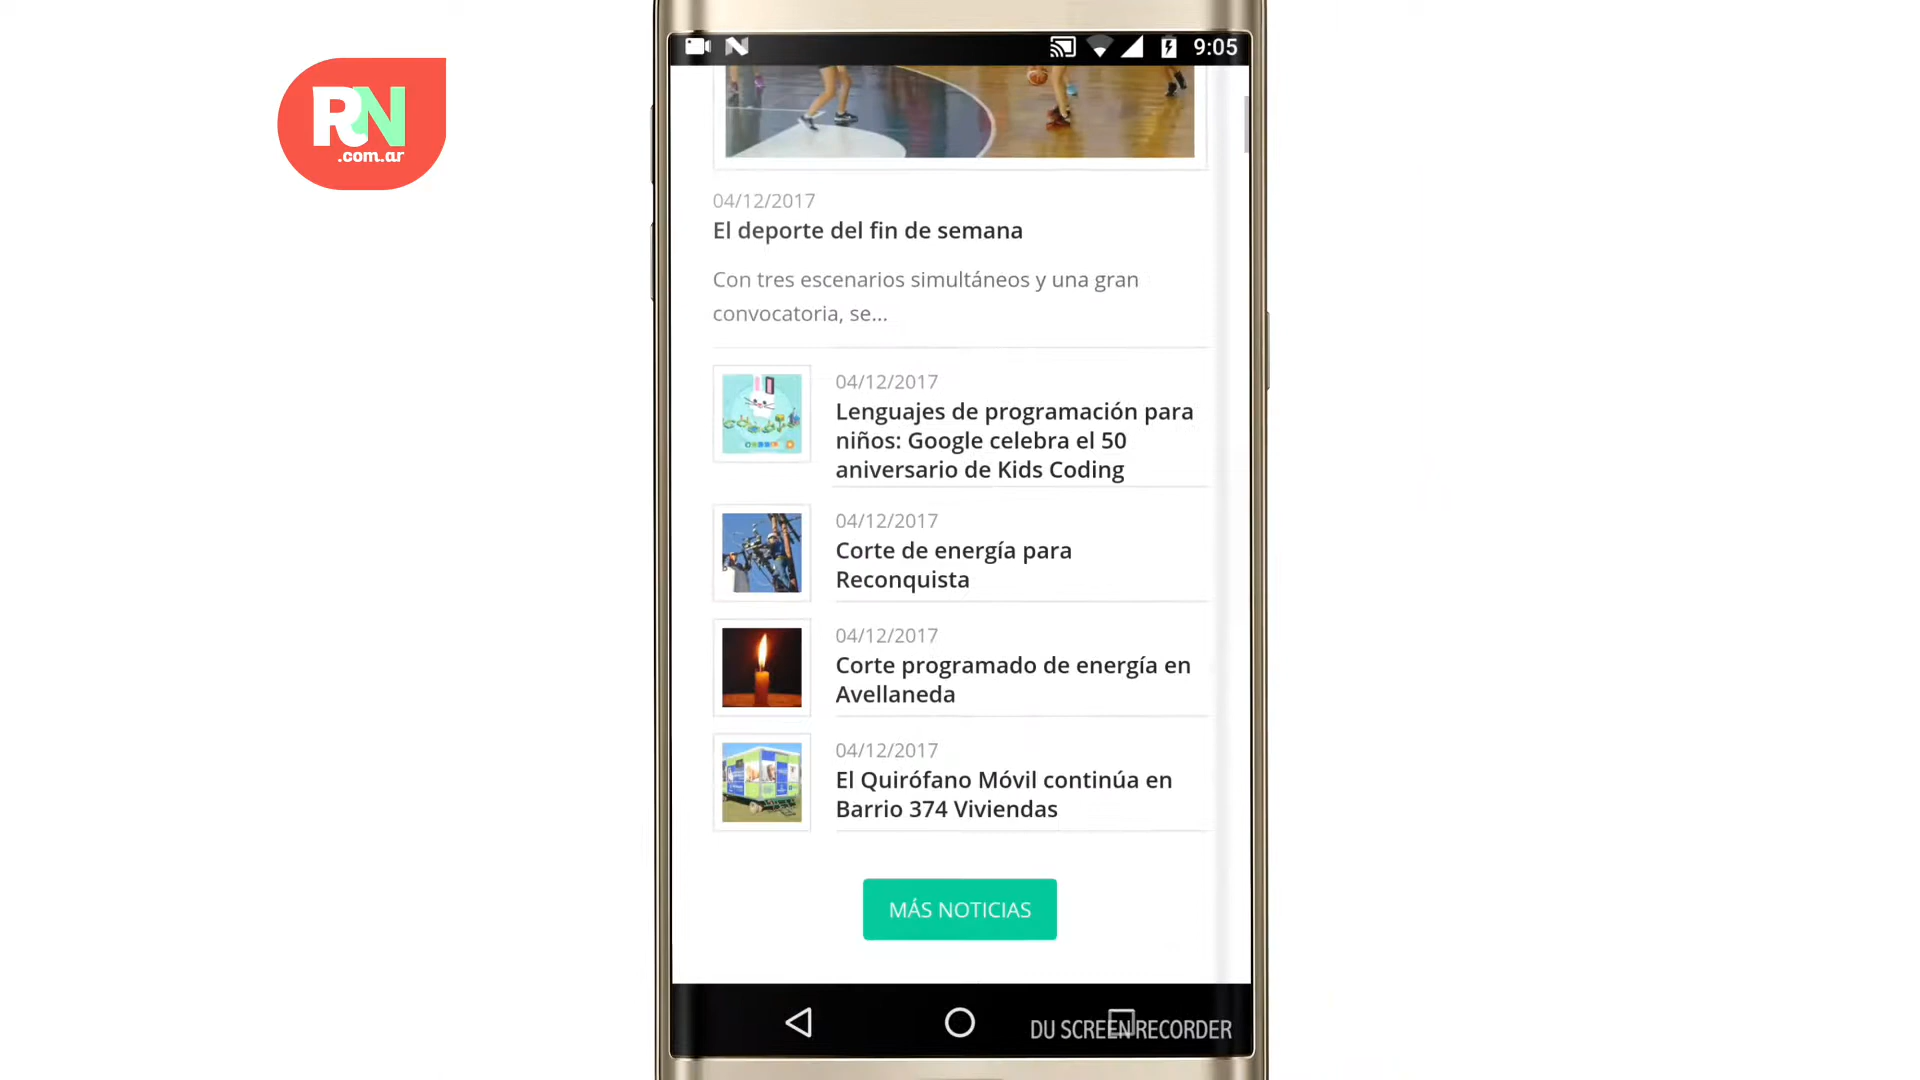 RN
.com.ar
9:05
04/12/2017
El deporte del fin de semana
Con tres escenarios simultáneos y una gran
convocatoria, se...
04/12/2017
Lenguajes de programación para
niños: Google celebra el 50
aniversario de Kids Coding
04/12/2017
Corte de energía para
Reconquista
04/12/2017
Corte programado de energía en
Avellaneda
04/12/2017
El Quirófano Móvil continúa en
Barrio 374 Viviendas
MÁS NOTICIAS
DU SCREEN RECORDER